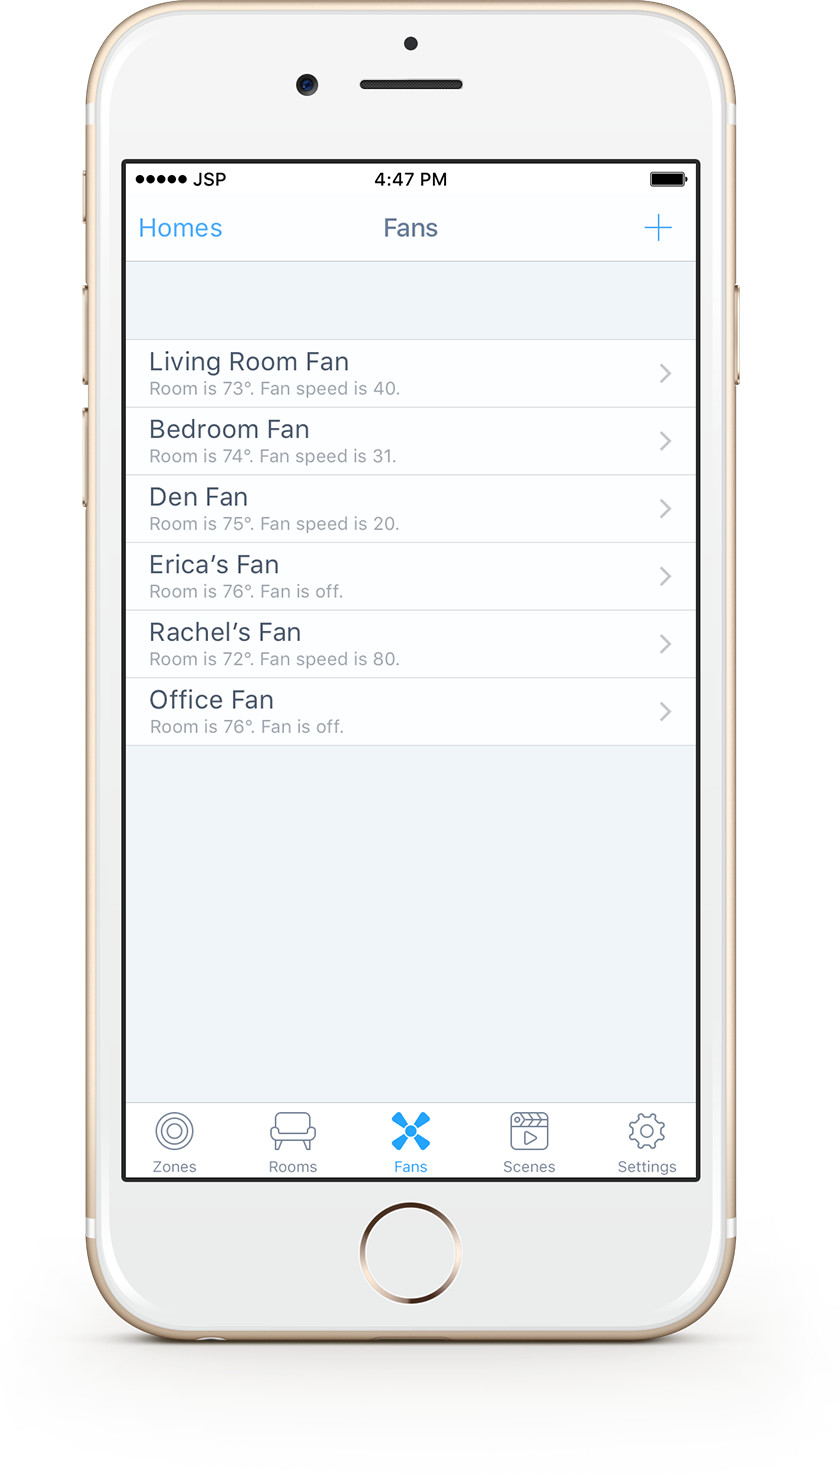 ●●●●● JSP 4:47 PM
Homes Fans +
Living Room Fan
Room is 73°. Fan speed is 40.
Bedroom Fan
Room is 74°. Fan speed is 31.
Den Fan
Room is 75°. Fan speed is 20.
Erica’s Fan
Room is 76°. Fan is off.
Rachel’s Fan
Room is 72°. Fan speed is 80.
Office Fan
Room is 76°. Fan is off.
Zones Rooms Fans Scenes Settings